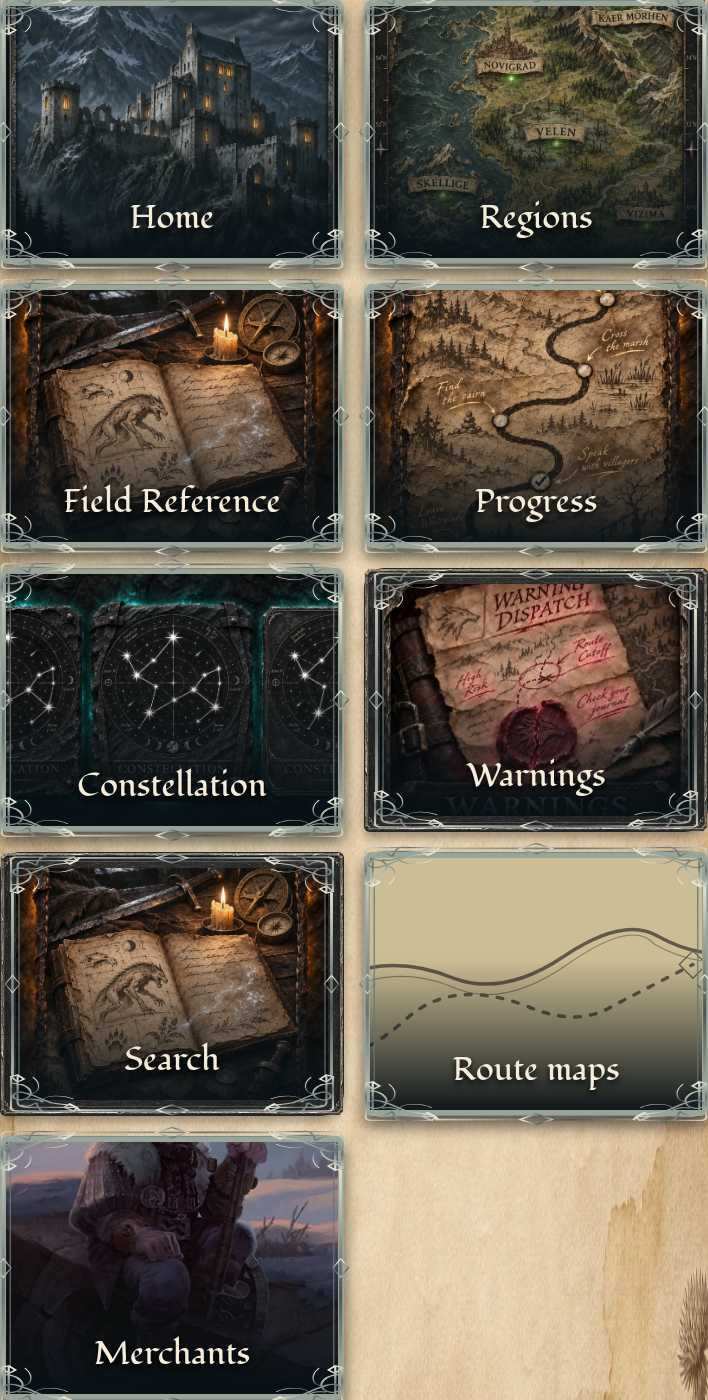 Home
KAER MORHEN
NOVIGRAD
VELEN
SKELLIGE
VIZIMA
Regions
Field Reference
Cross
the marsh
Find
the cairn
Speak
with villagers
Progress
Constellation
WARNING
DISPATCH
Route
Cutoff
High
Risk
Check your
journal
Warnings
WARNINGS
Search
Route maps
Merchants